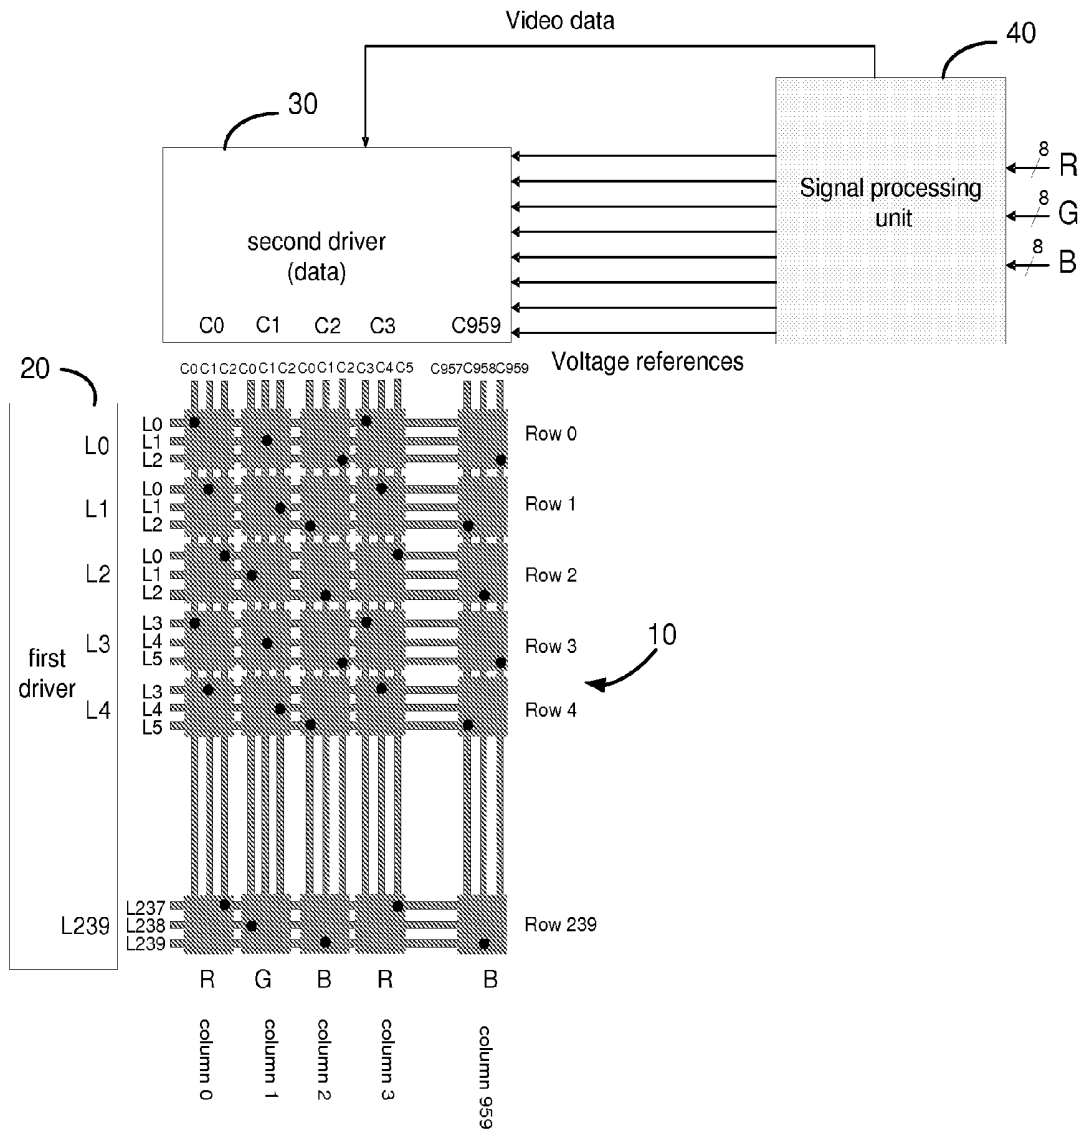 Video data
40
30
8 R
8 G
8 B
Signal processing
unit
second driver
(data)
C0 C1 C2 C3 C959
Voltage references
20
C0 C1 C2 C0 C1 C2 C0 C1 C2 C3 C4 C5 C957 C958 C959
L0
L0
L1
L2
Row 0
L1
L0
L1
L2
Row 1
L2
L0
L1
L2
Row 2
L3
L3
L4
L5
Row 3
10
first
driver
L4
L3
L4
L5
Row 4
L239
L237
L238
L239
Row 239
R G B R B
column 0
column 1
column 2
column 3
column 959